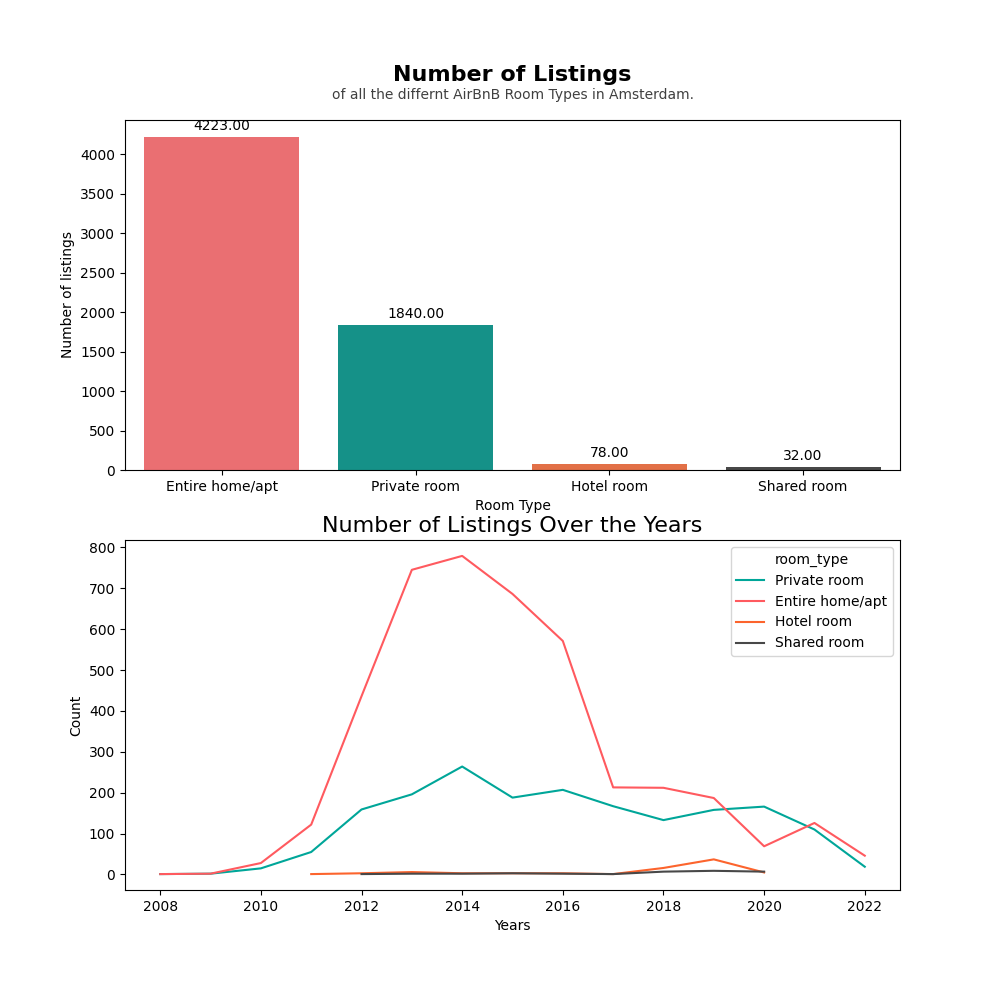 Number of Listings
of all the differnt AirBnB Room Types in Amsterdam.
4223.00
1840.00
78.00
32.00
4000
3500
3000
2500
2000
1500
1000
500
0
Number of listings
Entire home/apt Private room Hotel room Shared room
Room Type
Number of Listings Over the Years
800
700
600
500
400
300
200
100
0
Count
room_type
Private room
Entire home/apt
Hotel room
Shared room
2008 2010 2012 2014 2016 2018 2020 2022
Years